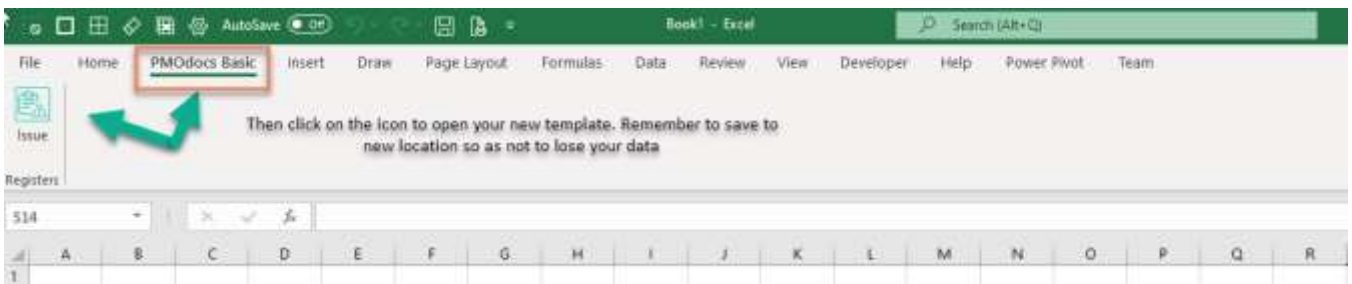 AutoSave Off Book1 - Excel Search (Alt+Q)
File Home PMOdocs Basic Insert Draw Page Layout Formulas Data Review View Developer Help Power Pivot Team
Then click on the icon to open your new template. Remember to save to
Issue
new location so as not to lose your data
Registers
S14 fx
A B C D E F G H I J K L M N O P Q R
1